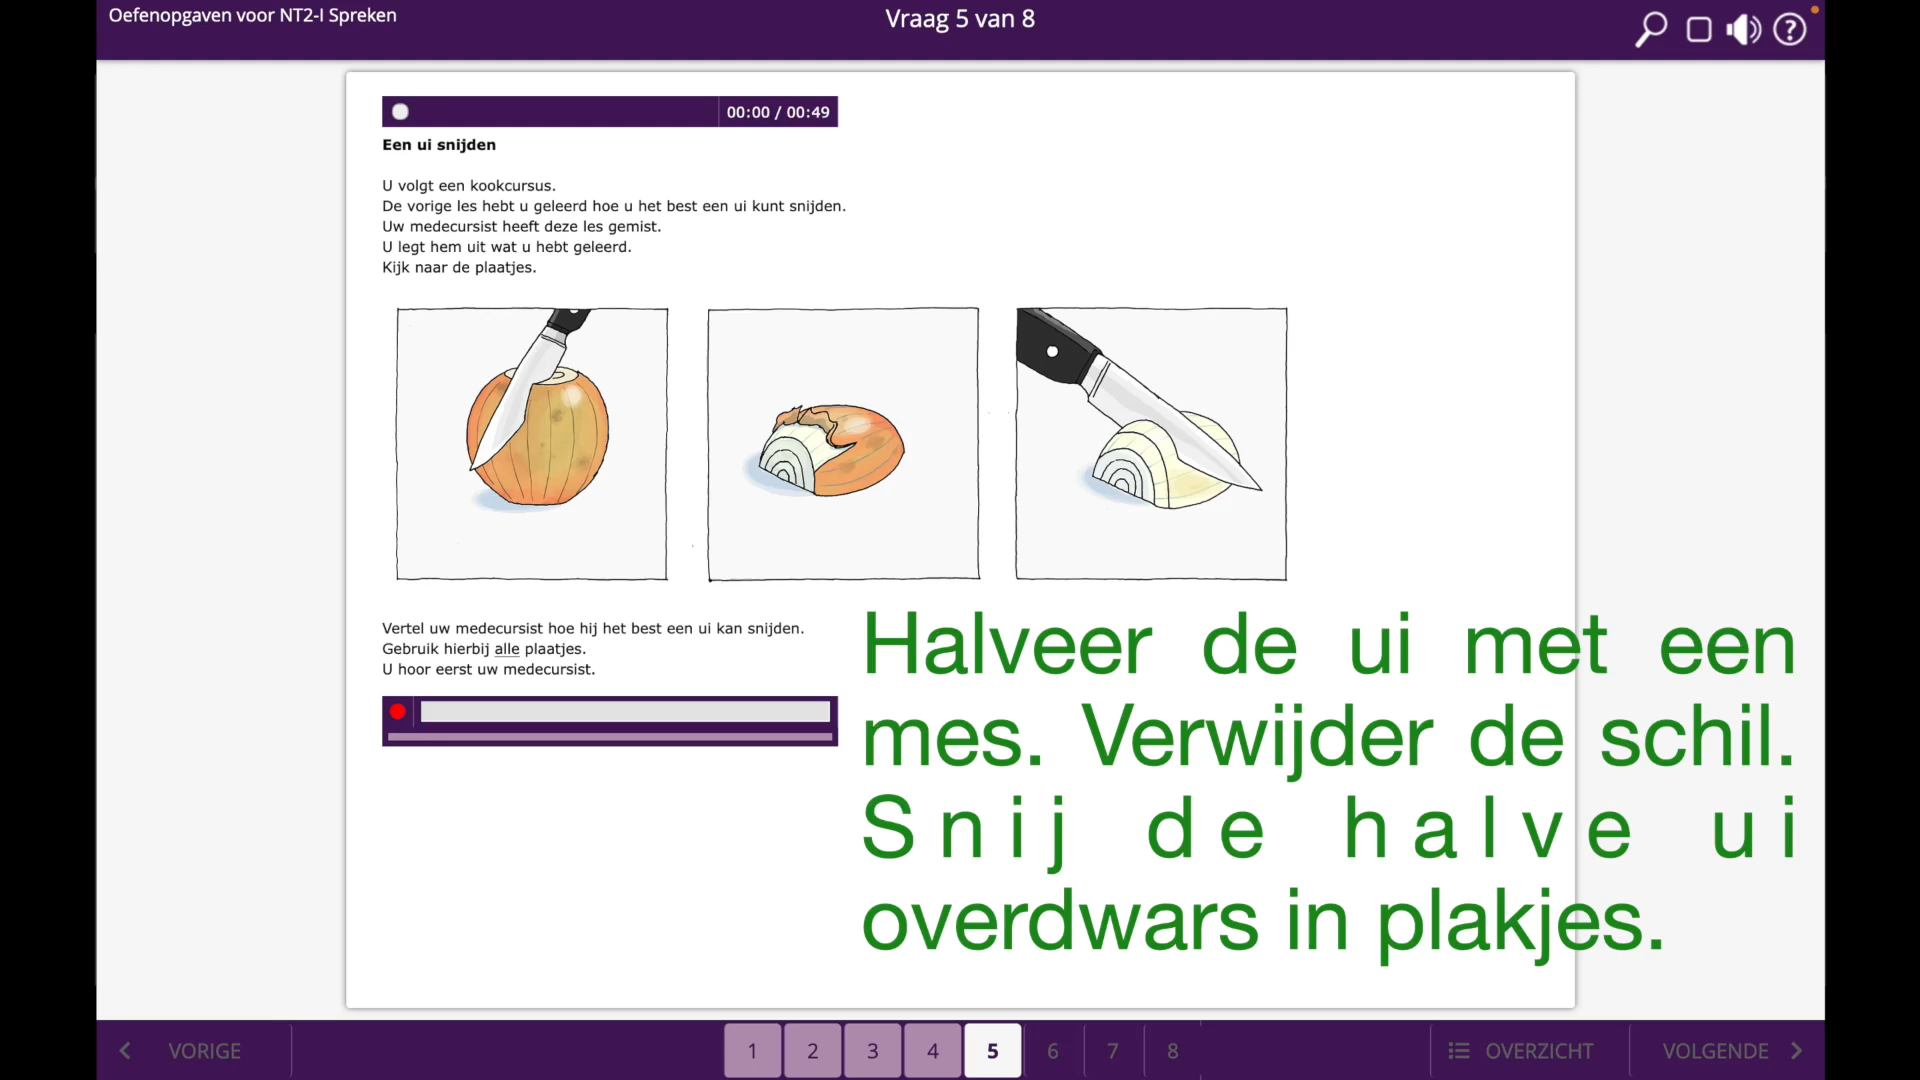 Oefenopgaven voor NT2-I Spreken
Vraag 5 van 8
00:00 / 00:49
Een ui snijden
U volgt een kookcursus.
De vorige les hebt u geleerd hoe u het best een ui kunt snijden.
Uw medecursist heeft deze les gemist.
U legt hem uit wat u hebt geleerd.
Kijk naar de plaatjes.
Vertel uw medecursist hoe hij het best een ui kan snijden.
Gebruik hierbij alle plaatjes.
U hoor eerst uw medecursist.
Halveer de ui met een
mes. Verwijder de schil.
Snij de halve ui
overdwars in plakjes.
VORIGE
1 2 3 4 5 6 7 8
OVERZICHT
VOLGENDE